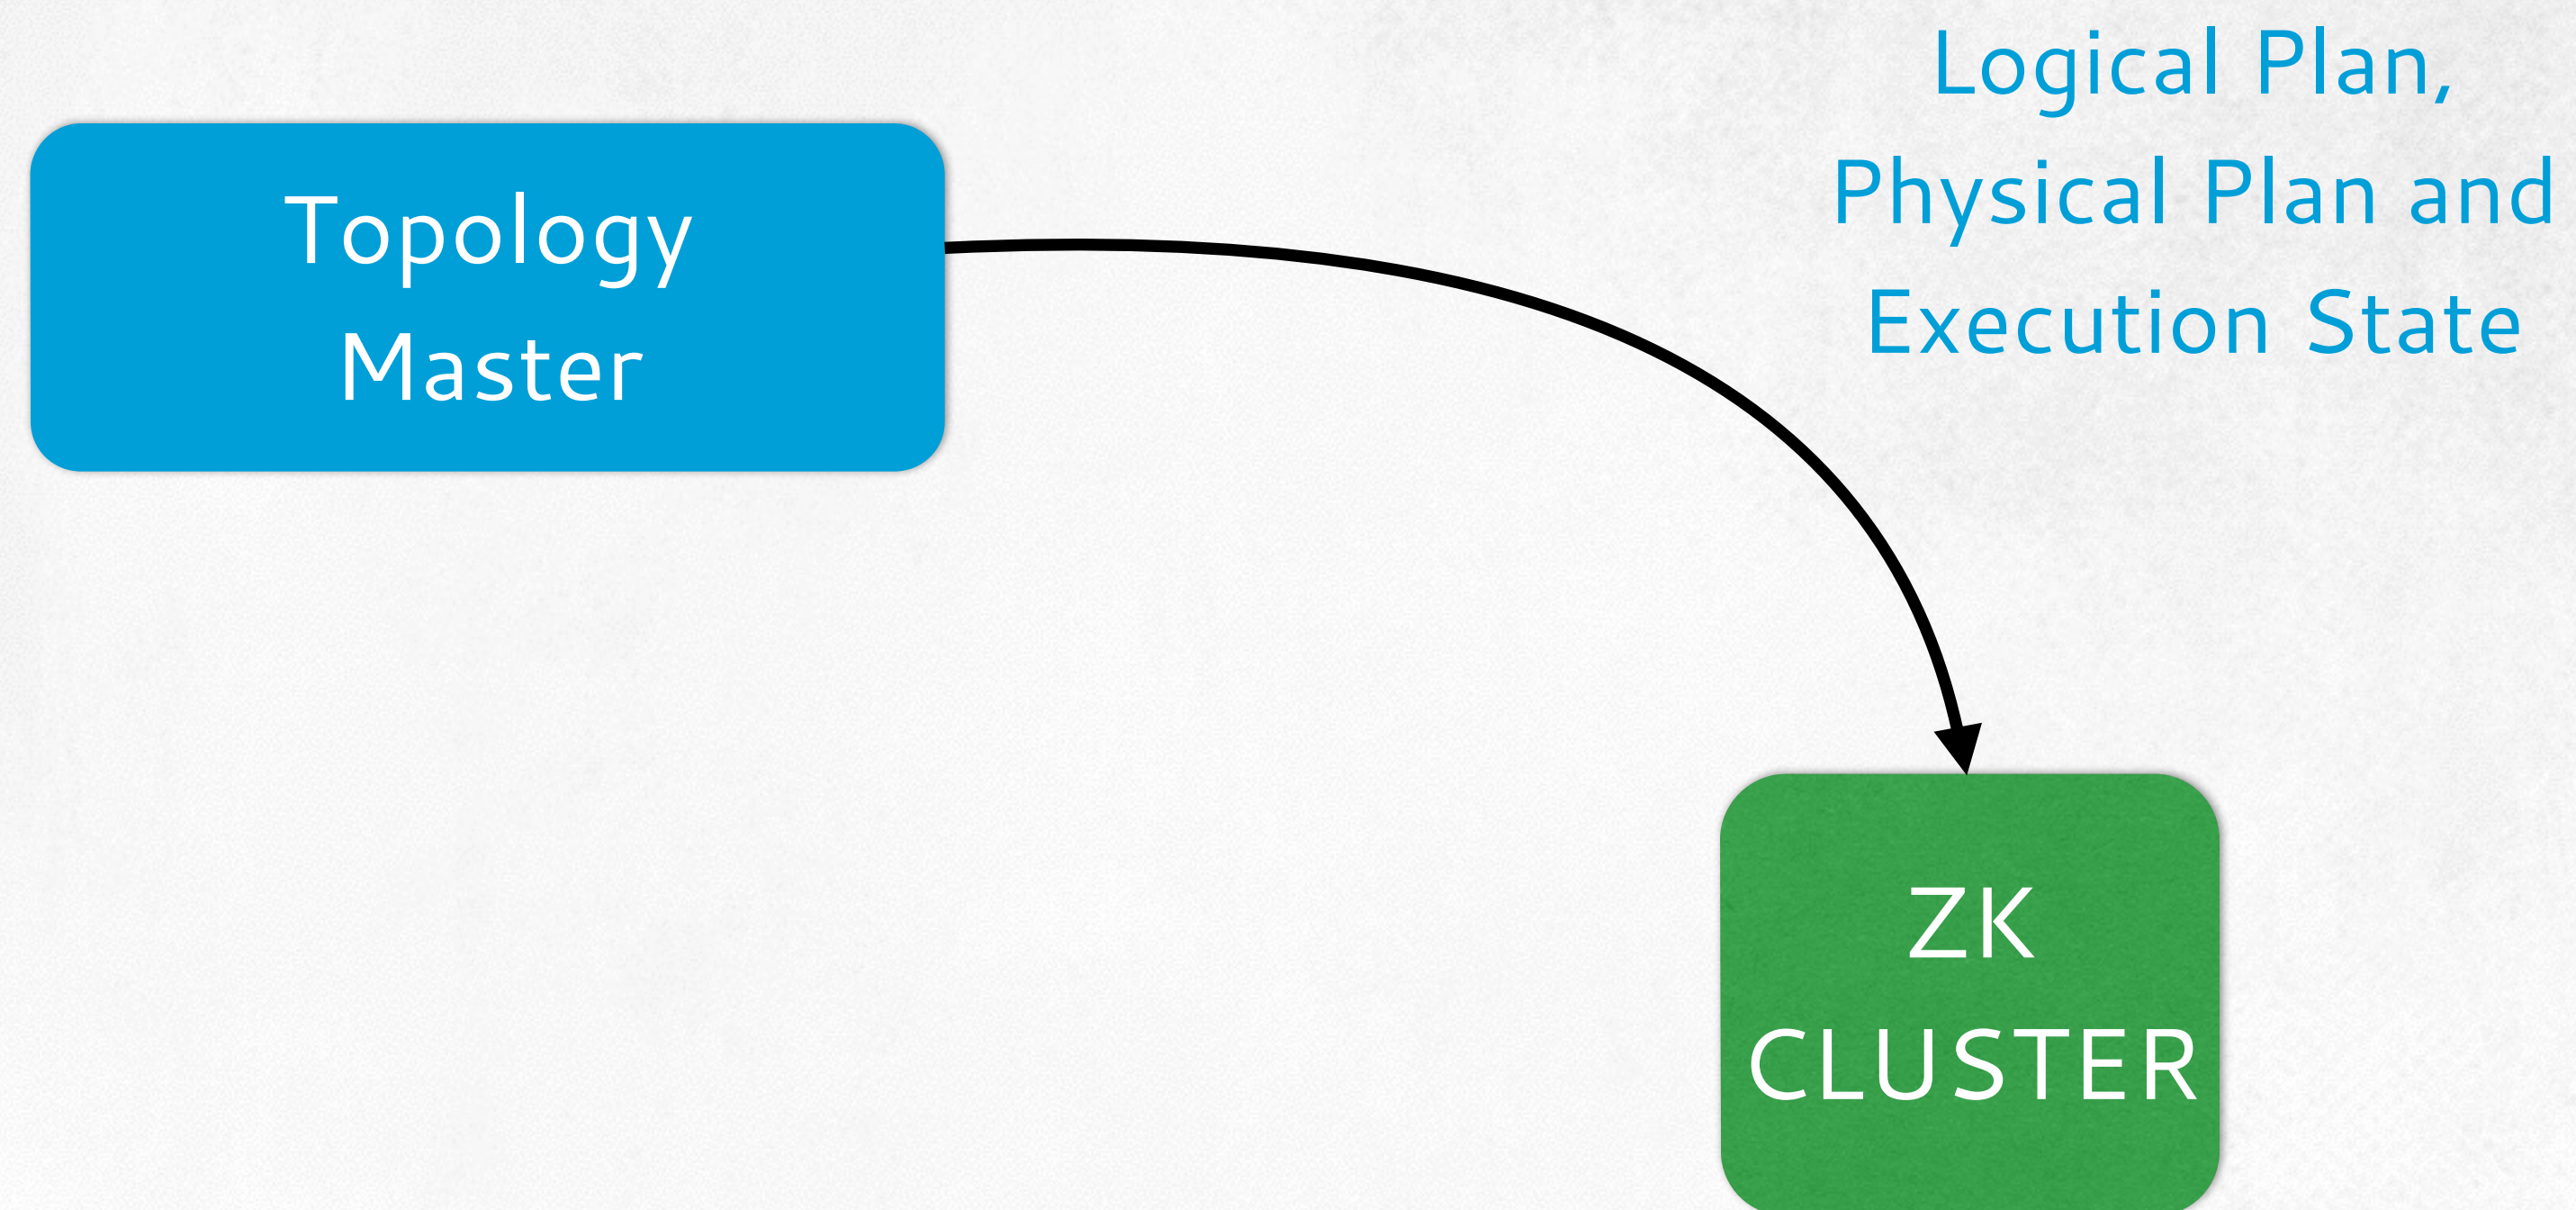 Logical Plan,
Physical Plan and
Execution State
Topology
Master
ZK
CLUSTER